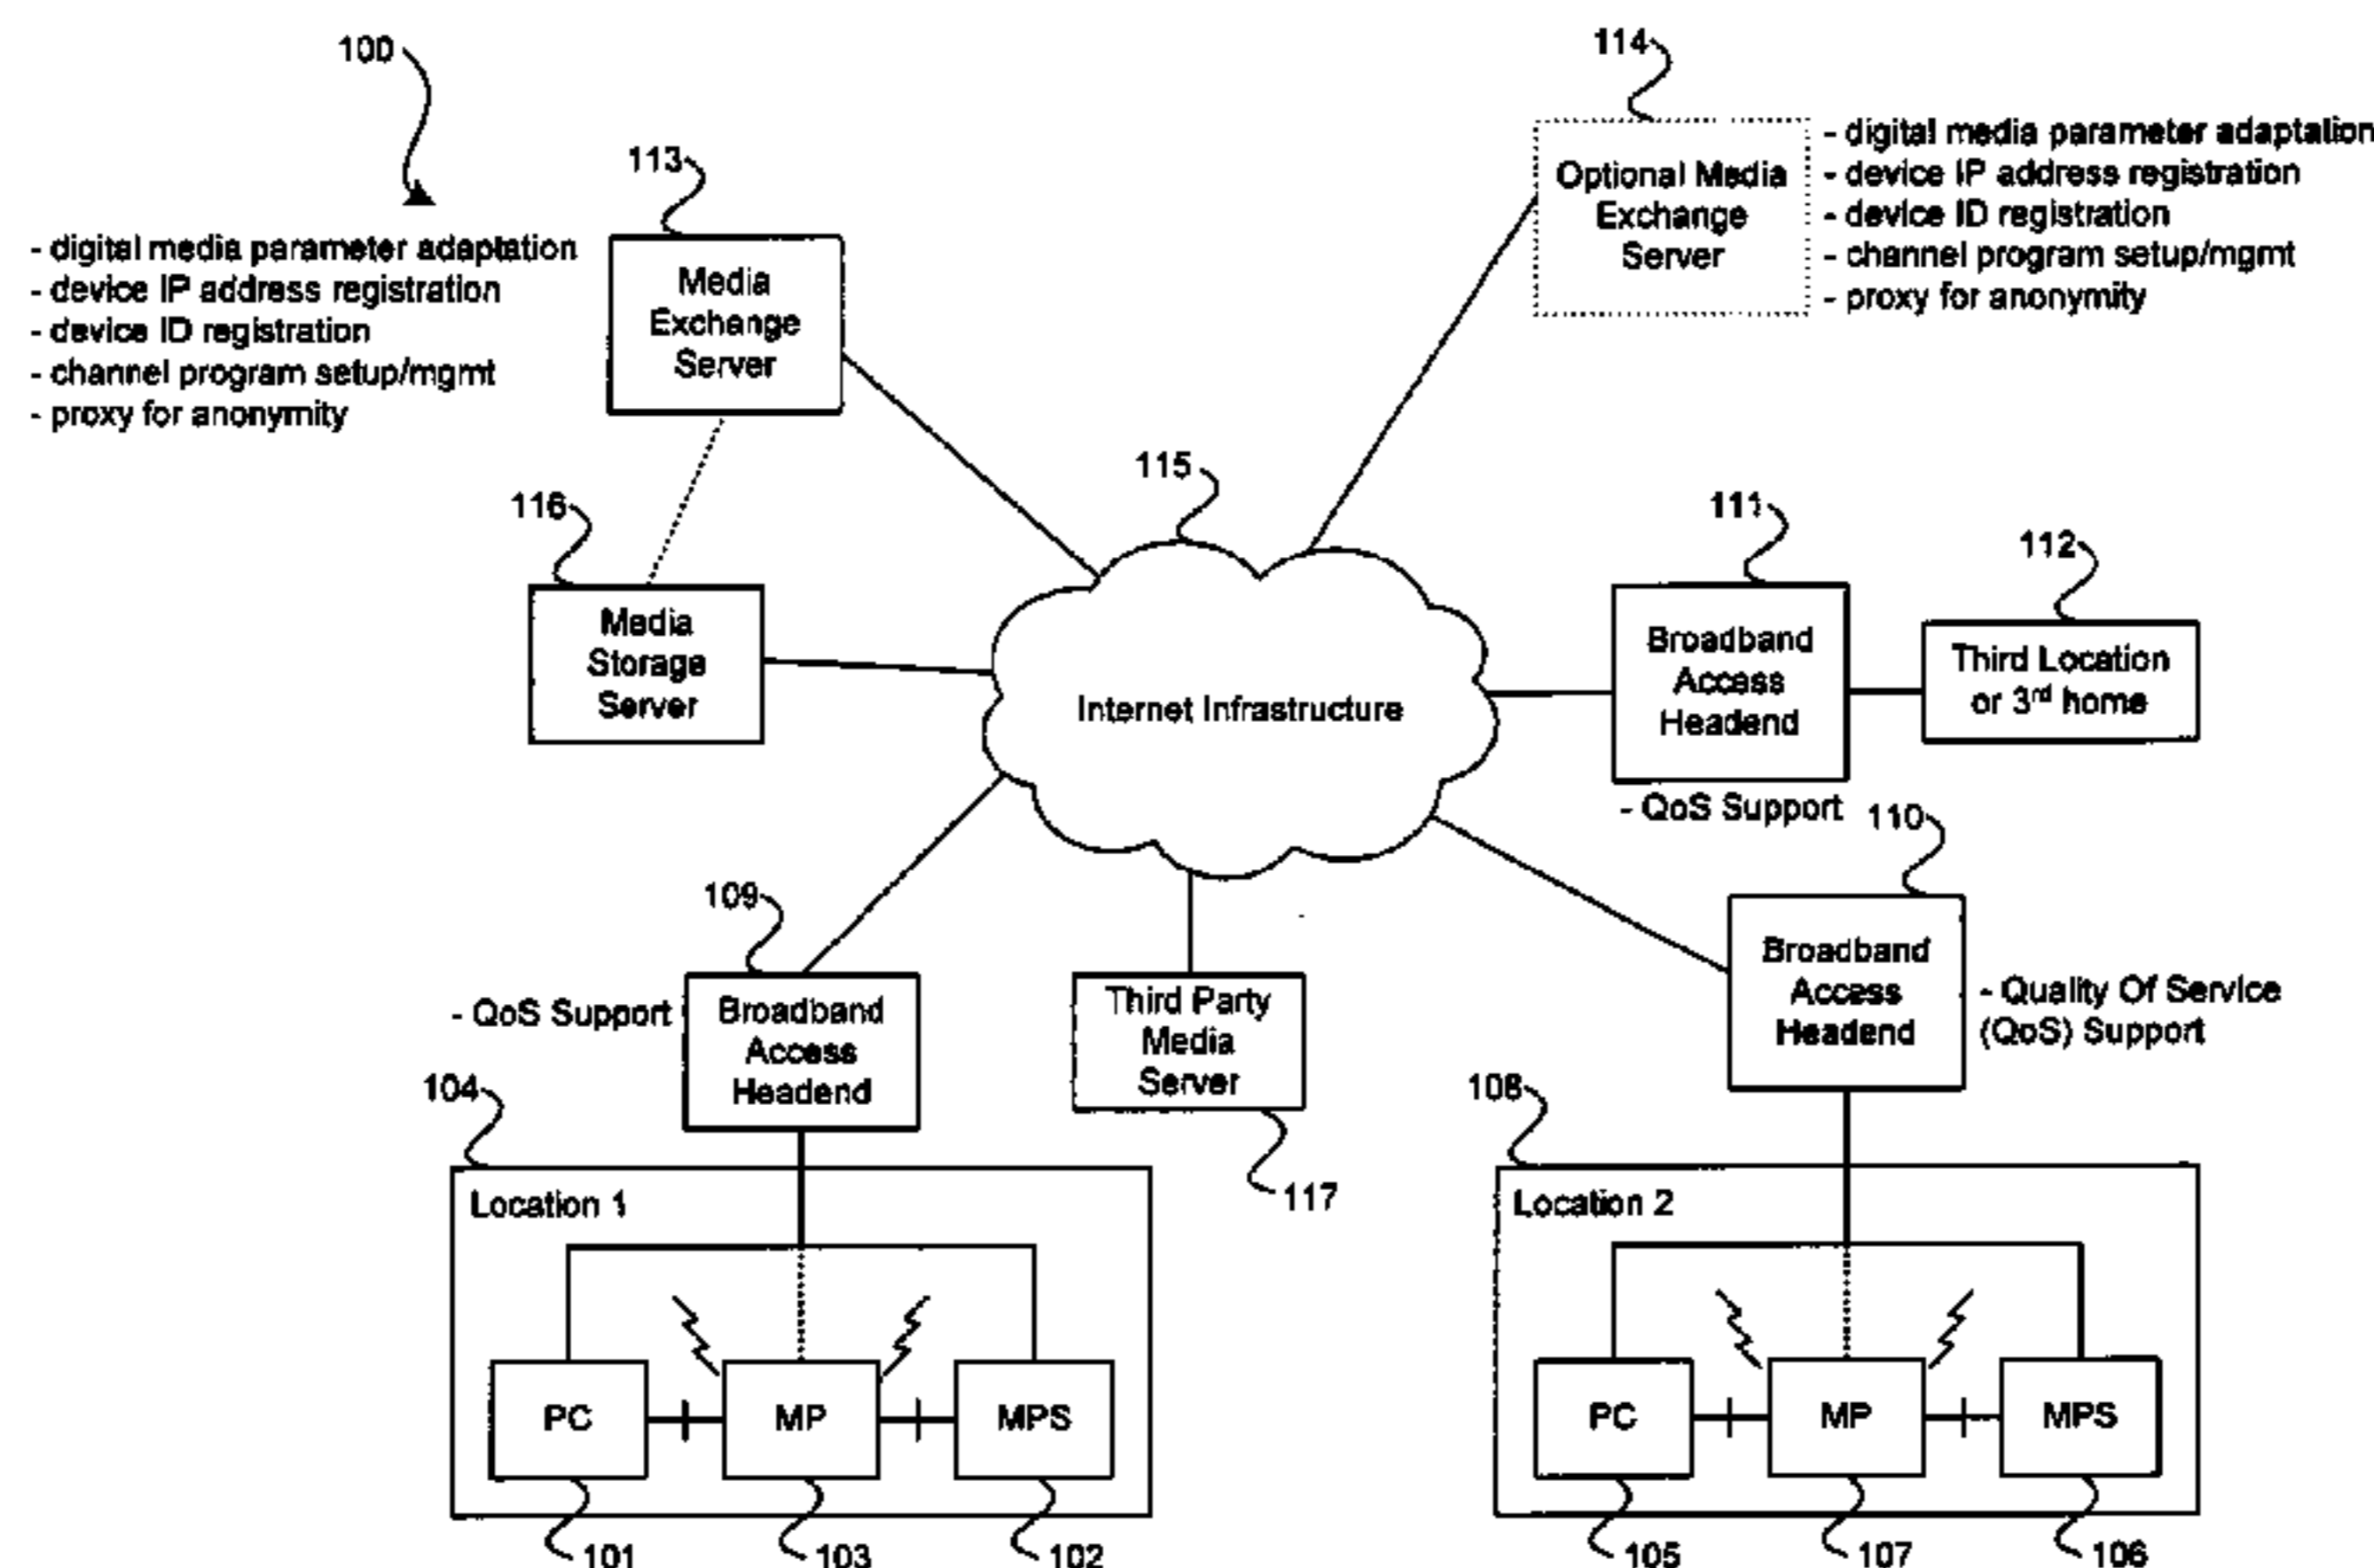 100
114
113
- digital media parameter adaptation
- device IP address registration
- device ID registration
- channel program setup/mgmt
- proxy for anonymity
Media
Exchange
Server
Optional Media
Exchange
Server
- digital media parameter adaptation
- device IP address registration
- device ID registration
- channel program setup/mgmt
- proxy for anonymity
116
Media
Storage
Server
115
Internet Infrastructure
111
Broadband
Access
Headend
- QoS Support
112
Third Location
or 3rd home
109
- QoS Support
Broadband
Access
Headend
Third Party
Media
Server
117
110
Broadband
Access
Headend
- Quality Of Service
(QoS) Support
104
Location 1
PC
MP
MPS
101
103
102
108
Location 2
PC
MP
MPS
105
107
106